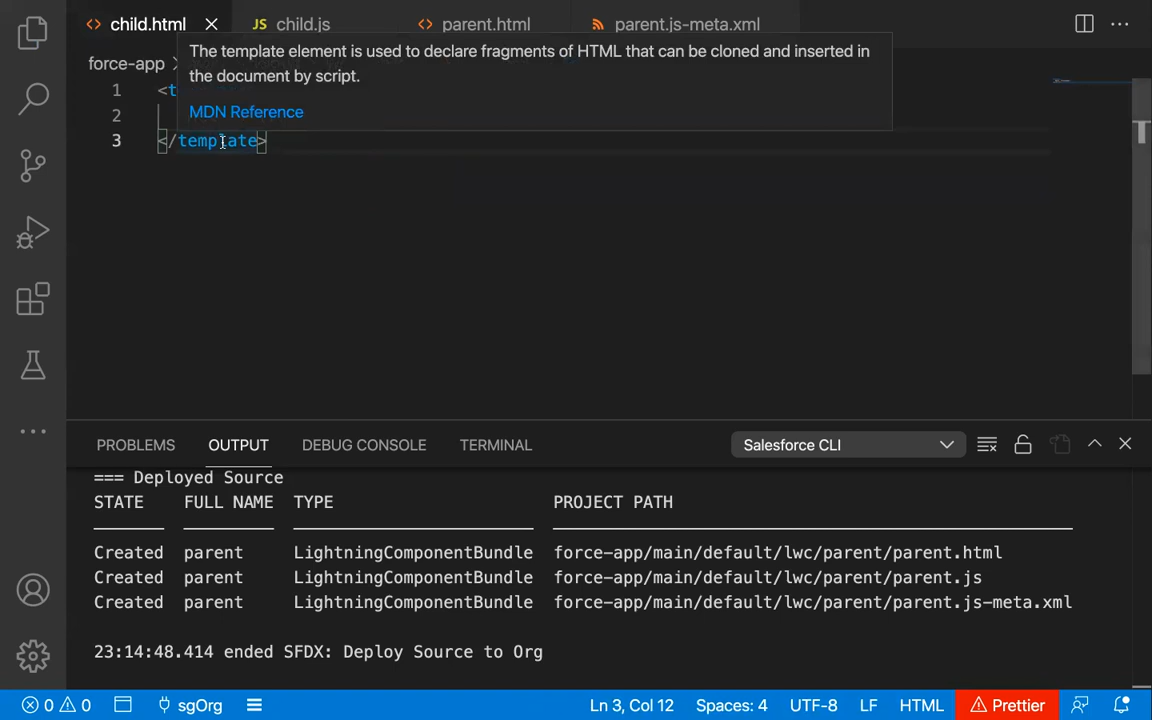 child.html child.js parent.html parent.js-meta.xml
force-app
The template element is used to declare fragments of HTML that can be cloned and inserted in
the document by script.
MDN Reference
1 <t
2
3 </template>
PROBLEMS OUTPUT DEBUG CONSOLE TERMINAL Salesforce CLI
=== Deployed Source
STATE FULL NAME TYPE PROJECT PATH
Created parent LightningComponentBundle force-app/main/default/lwc/parent/parent.html
Created parent LightningComponentBundle force-app/main/default/lwc/parent/parent.js
Created parent LightningComponentBundle force-app/main/default/lwc/parent/parent.js-meta.xml
23:14:48.414 ended SFDX: Deploy Source to Org
0 0 sgOrg Ln 3, Col 12 Spaces: 4 UTF-8 LF HTML Prettier